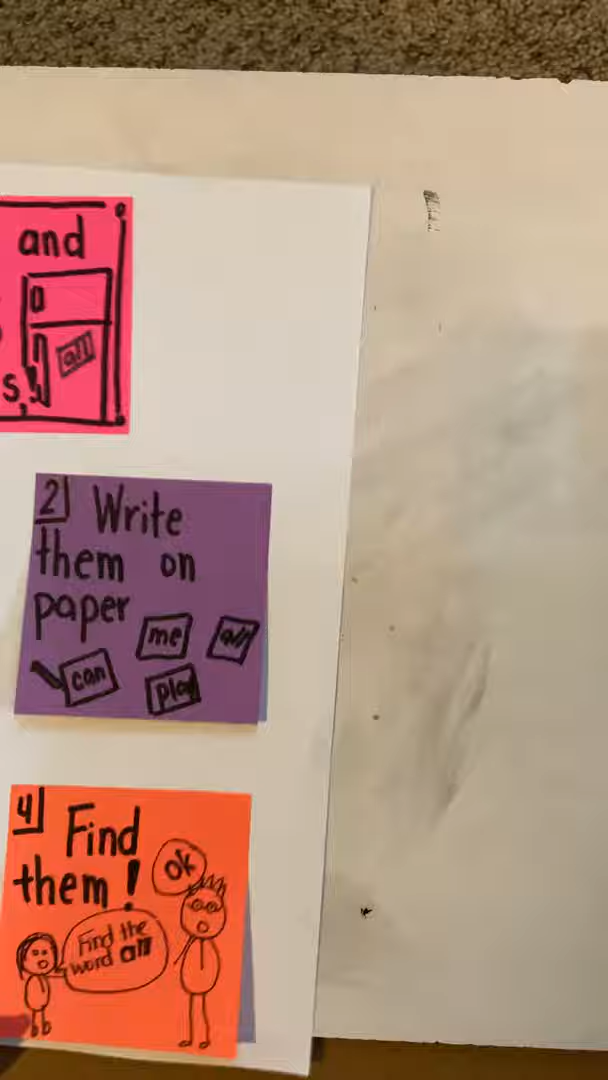 and
all
s!
2 Write
them on
paper
me all
can play
4 Find
them!
ok
Find the
word all